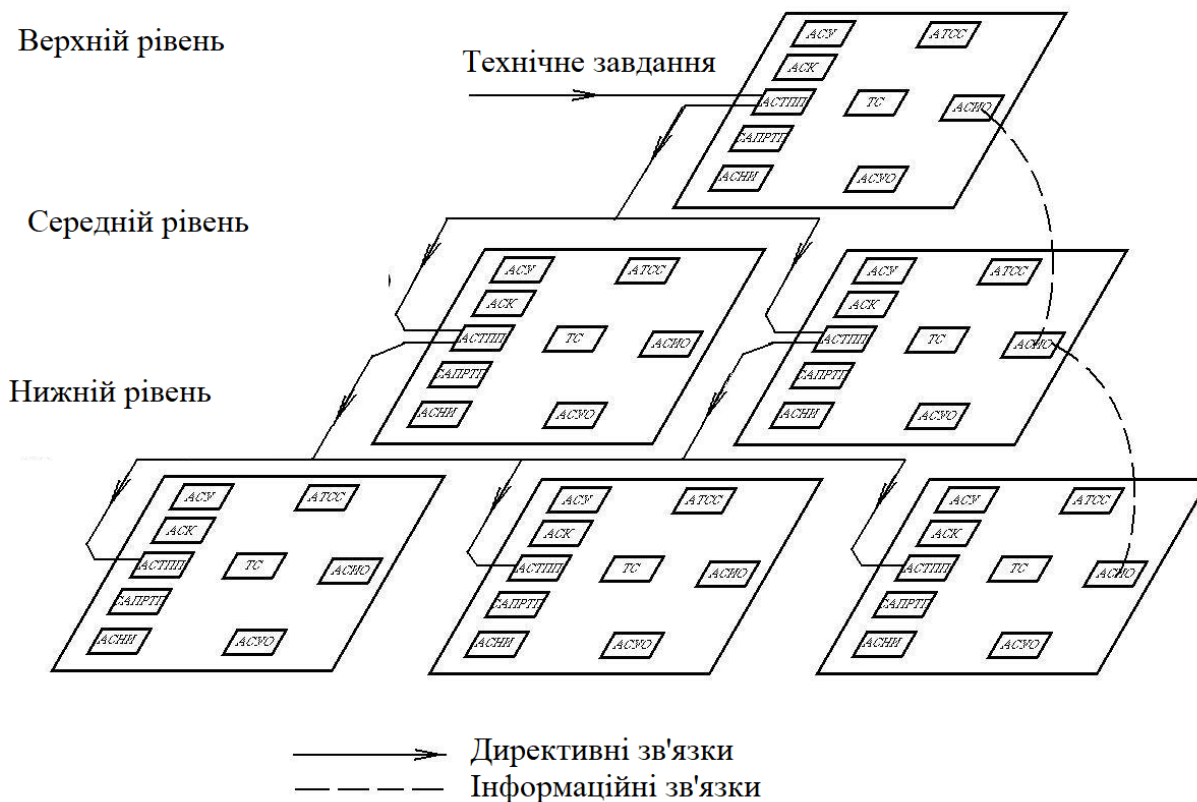 Верхній рівень
Технічне завдання
АСУ
АТСС
АСК
АСТПП
ТС
АСИО
САПРТП
АСНИ
АСУО
Середній рівень
АСУ
АТСС
АСК
АСТПП
ТС
АСИО
САПРТП
АСНИ
АСУО
АСУ
АТСС
АСК
АСТПП
ТС
АСИО
САПРТП
АСНИ
АСУО
Нижній рівень
АСУ
АТСС
АСК
АСТПП
ТС
АСИО
САПРТП
АСНИ
АСУО
АСУ
АТСС
АСК
АСТПП
ТС
АСИО
САПРТП
АСНИ
АСУО
АСУ
АТСС
АСК
АСТПП
ТС
АСИО
САПРТП
АСНИ
АСУО
Директивні зв'язки
Інформаційні зв'язки